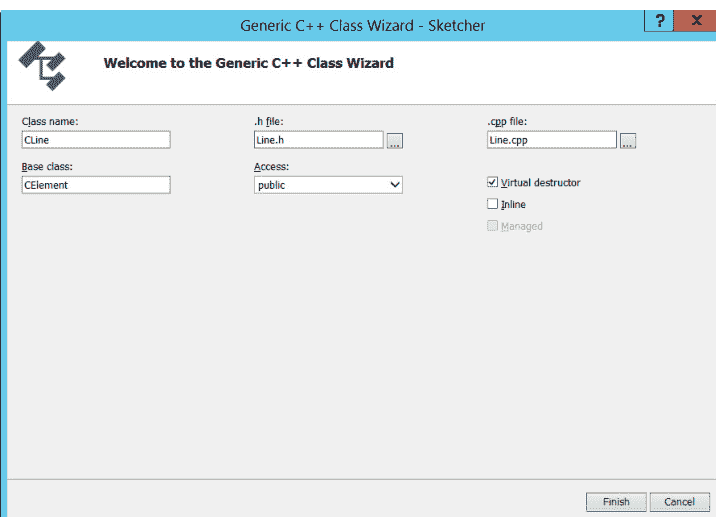 Generic C++ Class Wizard - Sketcher
? x
Welcome to the Generic C++ Class Wizard
Class name: .h file: .cpp file:
CLine Line.h ... Line.cpp ...
Base class: Access:
CElement public Virtual destructor
Inline
Managed
Finish Cancel